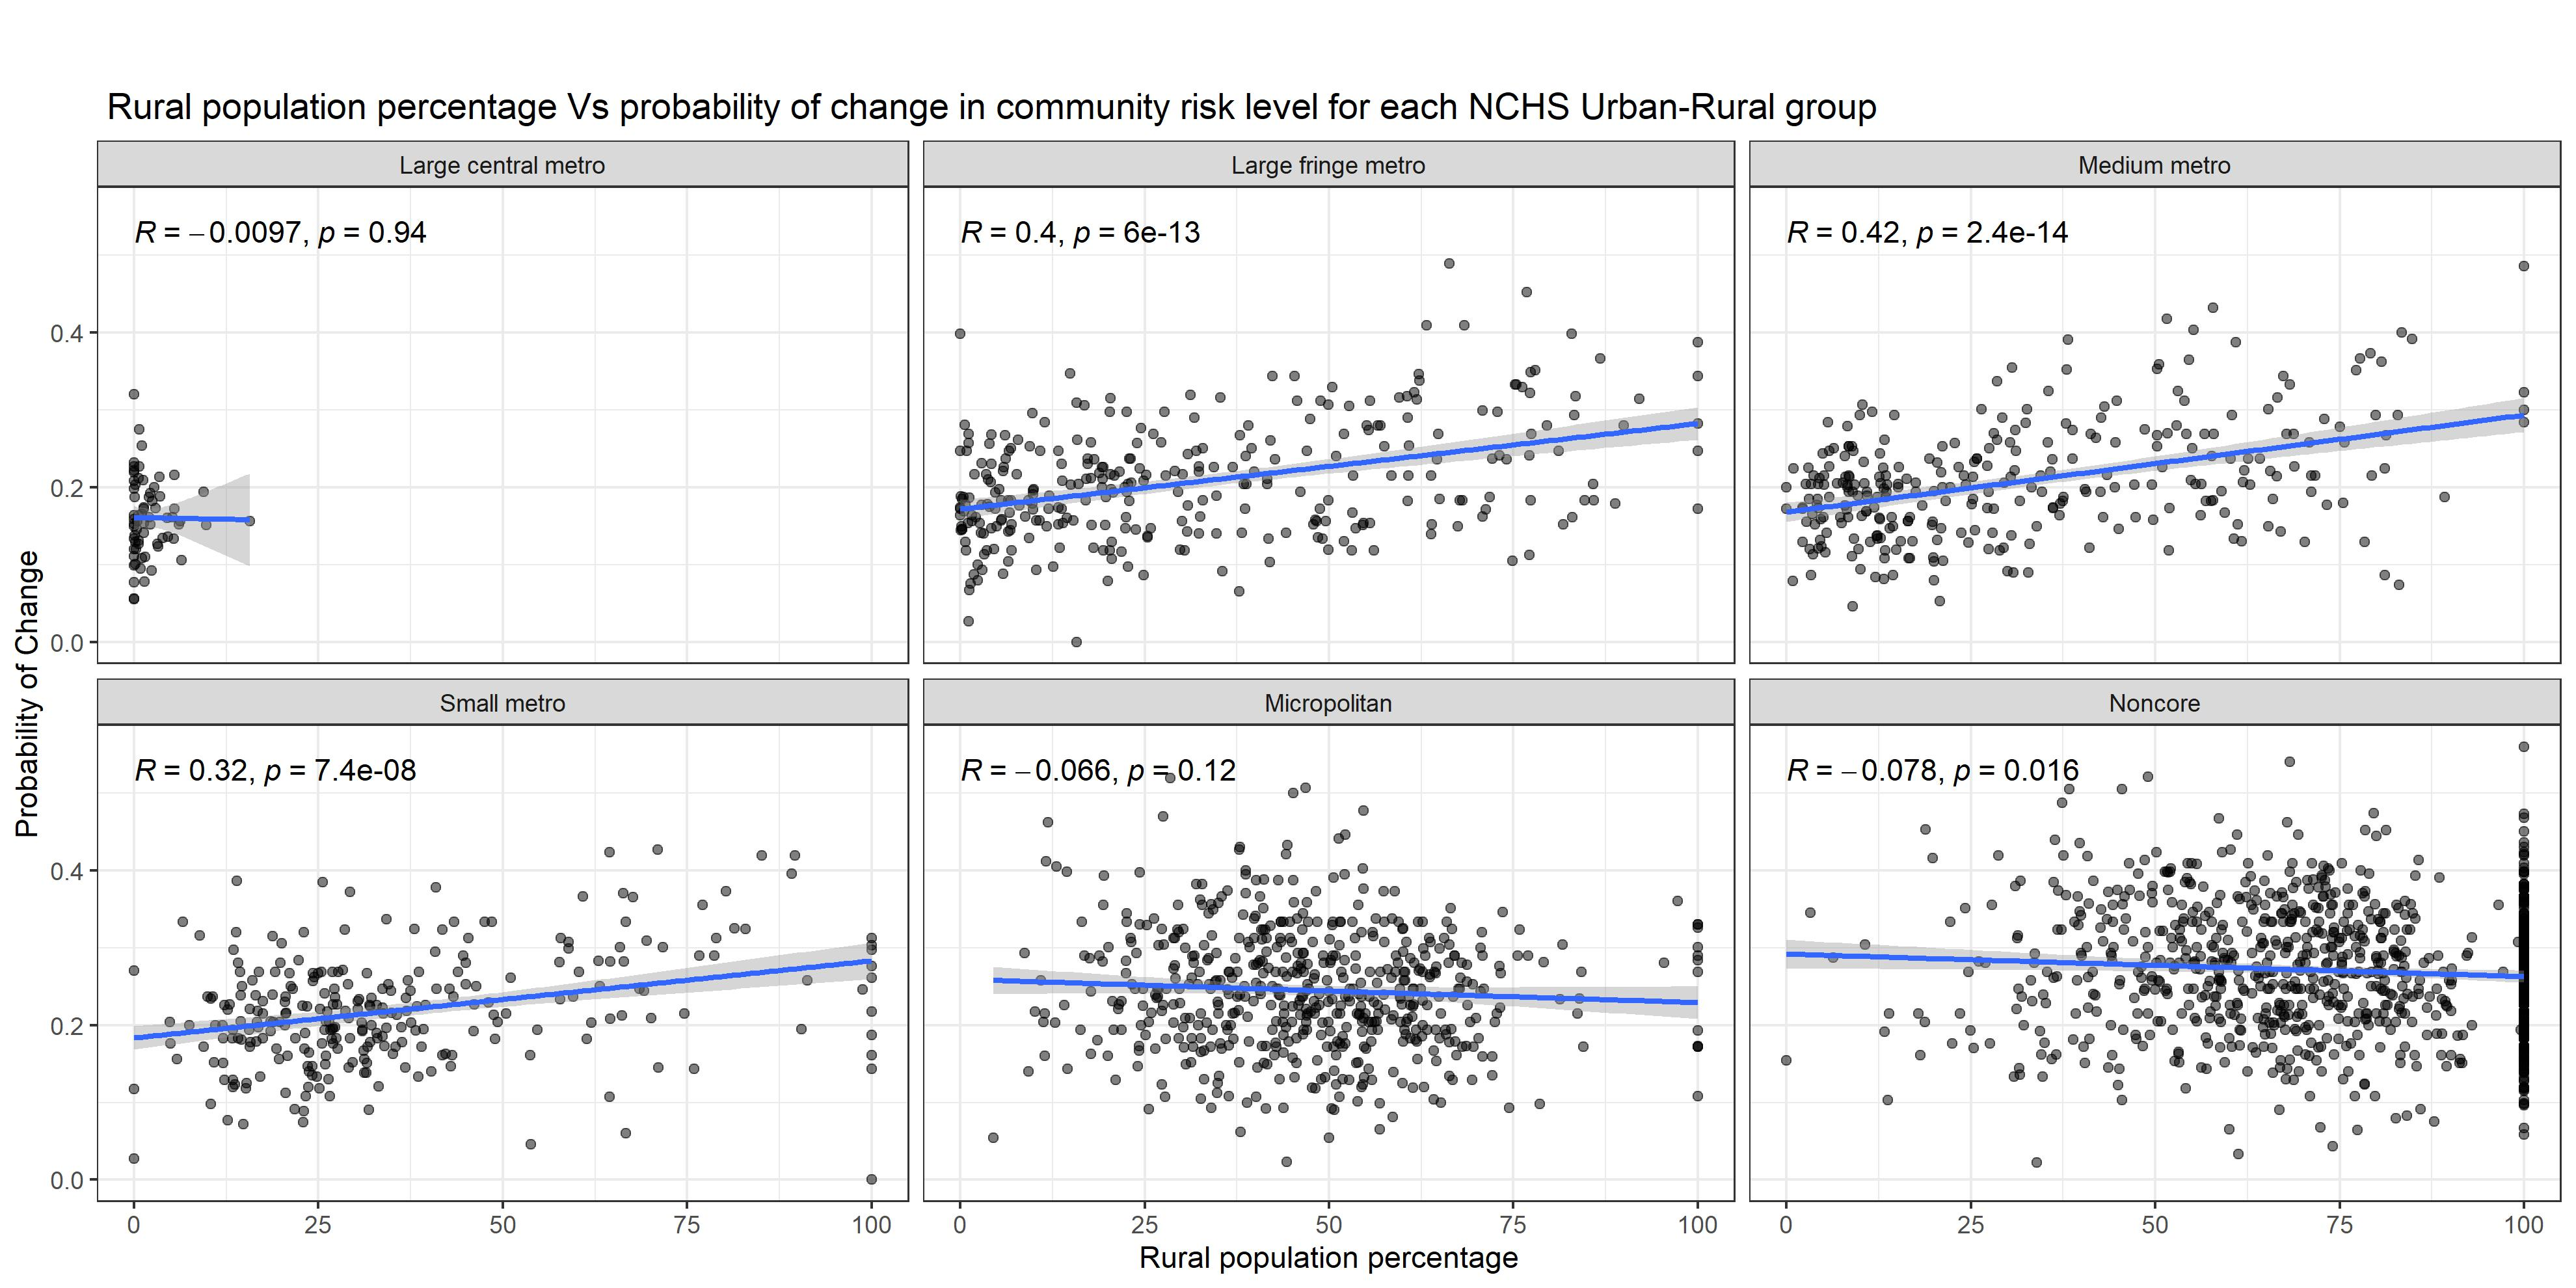 Rural population percentage Vs probability of change in community risk level for each NCHS Urban-Rural group
Large central metro
Large fringe metro
Medium metro
R = −0.0097, p = 0.94
R = 0.4, p = 6e-13
R = 0.42, p = 2.4e-14
0.4
0.2
0.0
Probability of Change
Small metro
Micropolitan
Noncore
R = 0.32, p = 7.4e-08
R = −0.066, p = 0.12
R = −0.078, p = 0.016
0.4
0.2
0.0
0 25 50 75 100
0 25 50 75 100
0 25 50 75 100
Rural population percentage